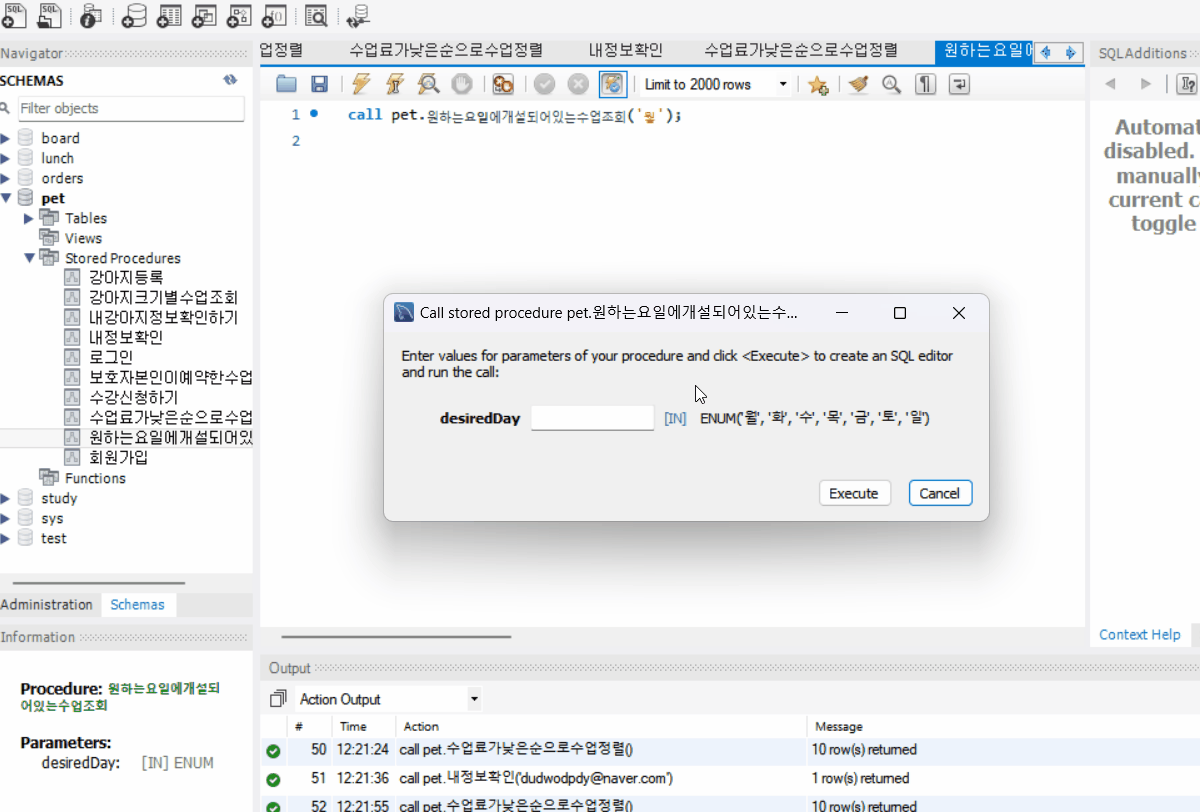 SQL
SQL
Navigator
SCHEMAS
Filter objects
board
lunch
orders
pet
Tables
Views
Stored Procedures
강아지등록
강아지크기별수업조회
내강아지정보확인하기
내정보확인
로그인
보호자본인이예약한수업
수강신청하기
수업료가낮은순으로수업
원하는요일에개설되어있
회원가입
Functions
study
sys
test
Administration
Schemas
Information
Procedure: 원하는요일에개설되
어있는수업조회
Parameters:
desiredDay: [IN] ENUM
업정렬
수업료가낮은순으로수업정렬
내정보확인
수업료가낮은순으로수업정렬
원하는요일에
Limit to 2000 rows
1 call pet.원하는요일에개설되어있는수업조회('월');
2
Call stored procedure pet.원하는요일에개설되어있는수...
Enter values for parameters of your procedure and click <Execute> to create an SQL editor
and run the call:
desiredDay [IN] ENUM('월', '화', '수', '목', '금', '토', '일')
Execute
Cancel
SQLAdditions
Automat
disabled.
manually
current c
toggle
Context Help
Output
Action Output
# Time Action Message
50 12:21:24 call pet.수업료가낮은순으로수업정렬() 10 row(s) returned
51 12:21:36 call pet.내정보확인('dudwodpdy@naver.com') 1 row(s) returned
52 12:21:55 call pet.수업료가낮은순으로수업정렬() 10 row(s) returned